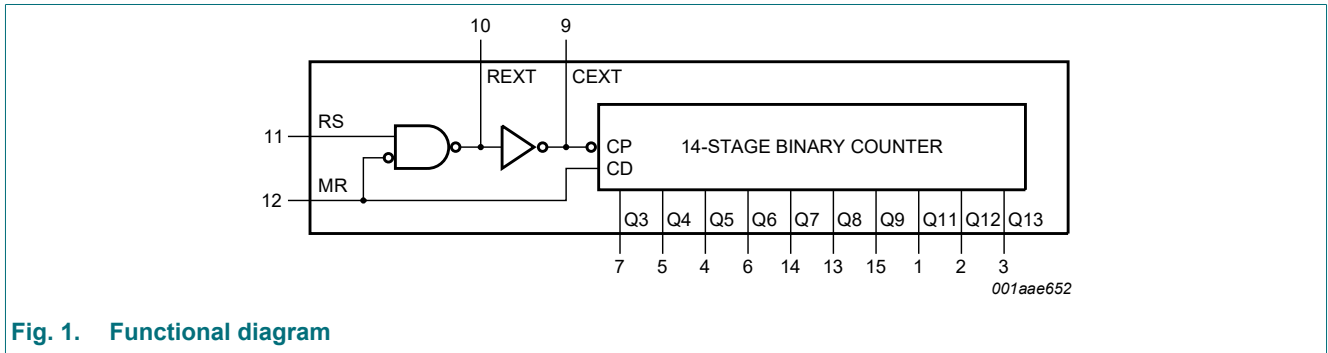 10 9
REXT CEXT
RS
11
CP 14-STAGE BINARY COUNTER
CD
MR
12
Q3 Q4 Q5 Q6 Q7 Q8 Q9 Q11 Q12 Q13
7 5 4 6 14 13 15 1 2 3
001aae652
Fig. 1. Functional diagram